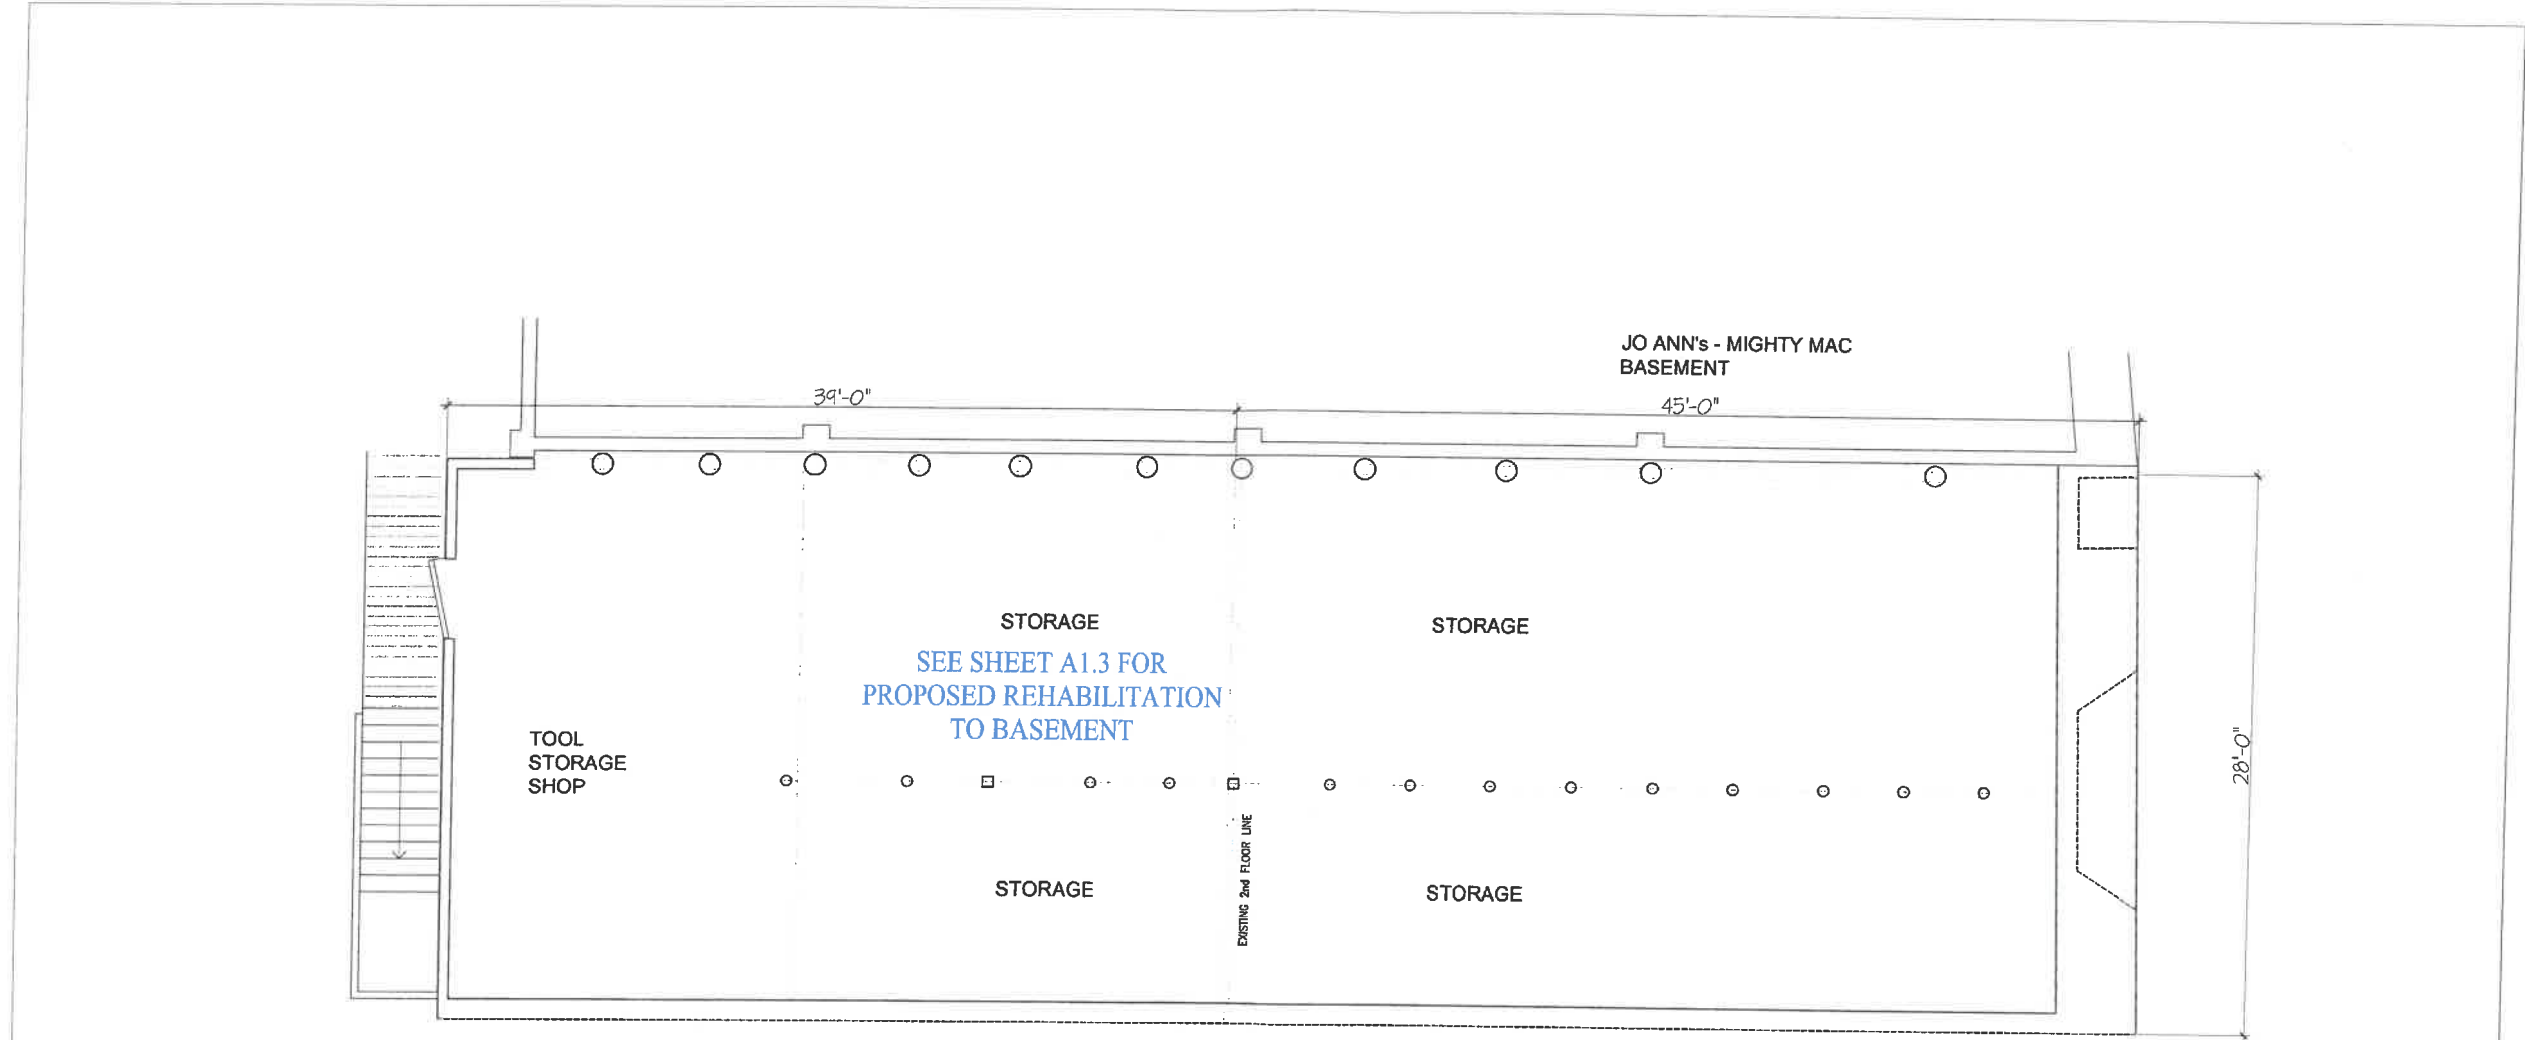 JO ANN's - MIGHTY MAC
BASEMENT
39'-0"
45'-0"
STORAGE
STORAGE
SEE SHEET A1.3 FOR
PROPOSED REHABILITATION
TO BASEMENT
TOOL
STORAGE
SHOP
28'-0"
EXISTING 2nd FLOOR LINE
STORAGE
STORAGE